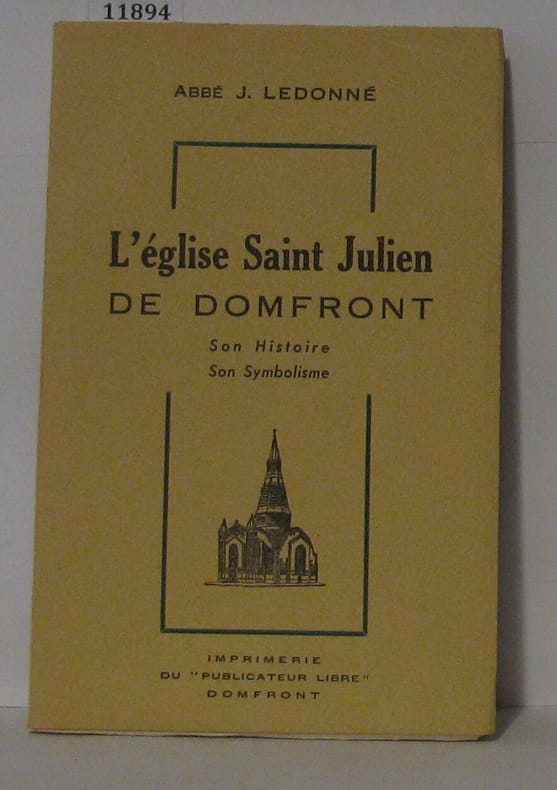 11894
ABBÉ J. LEDONNÉ
L'église Saint Julien
DE DOMFRONT
Son Histoire
Son Symbolisme
IMPRIMERIE
DU "PUBLICATEUR LIBRE"
DOMFRONT